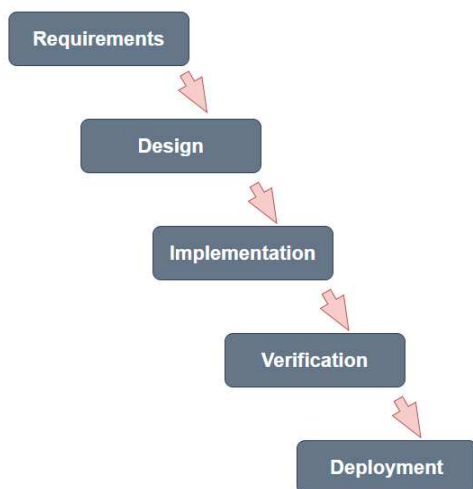 Requirements
Design
Implementation
Verification
Deployment